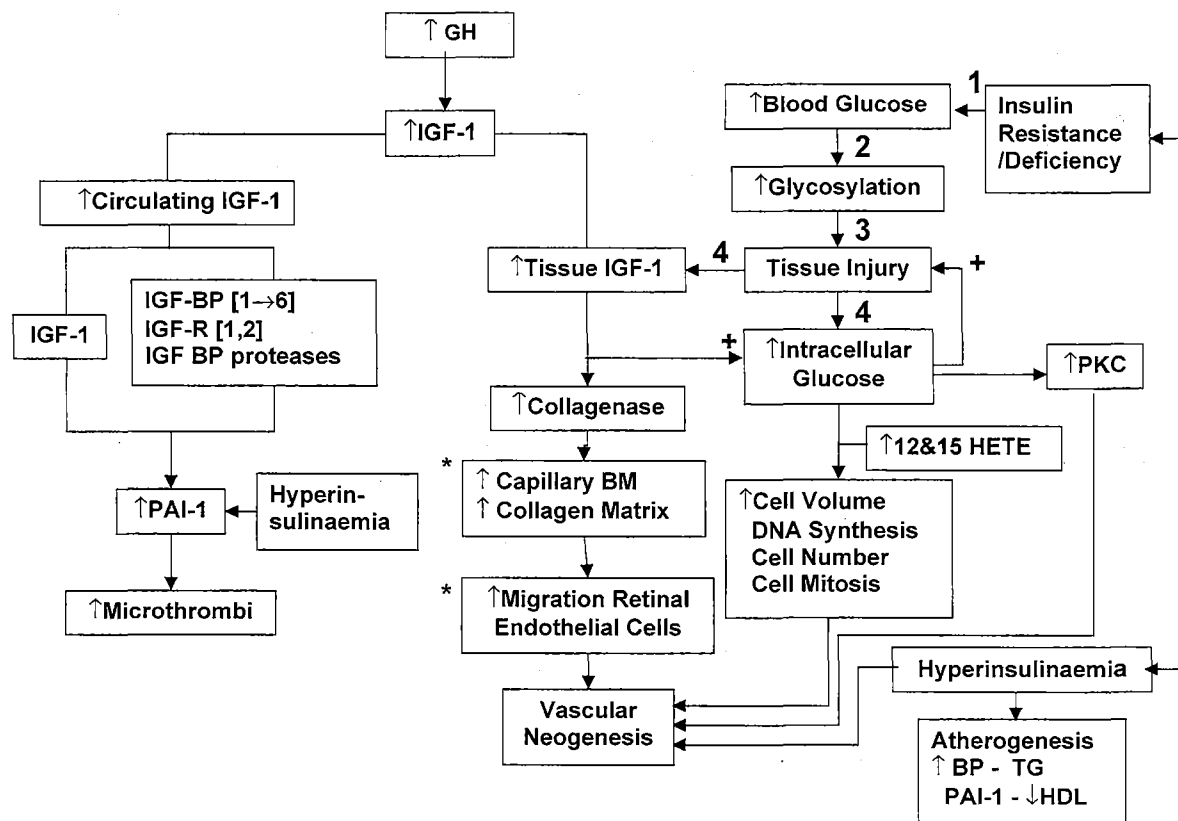 ↑ GH
1
↑Blood Glucose
Insulin
Resistance
/Deficiency
↑IGF-1
2
↑Glycosylation
↑Circulating IGF-1
3
↑Tissue IGF-1
4
Tissue Injury
+
IGF-BP [1→6]
IGF-R [1,2]
IGF BP proteases
IGF-1
4
+
↑Intracellular
Glucose
↑PKC
↑Collagenase
↑12&15 HETE
*
↑ Capillary BM
↑ Collagen Matrix
↑PAI-1
Hyperin-
sulinaemia
↑Cell Volume
DNA Synthesis
Cell Number
Cell Mitosis
*
↑Migration Retinal
Endothelial Cells
↑Microthrombi
Hyperinsulinaemia
Vascular
Neogenesis
Atherogenesis
↑ BP - TG
PAI-1 - ↓HDL